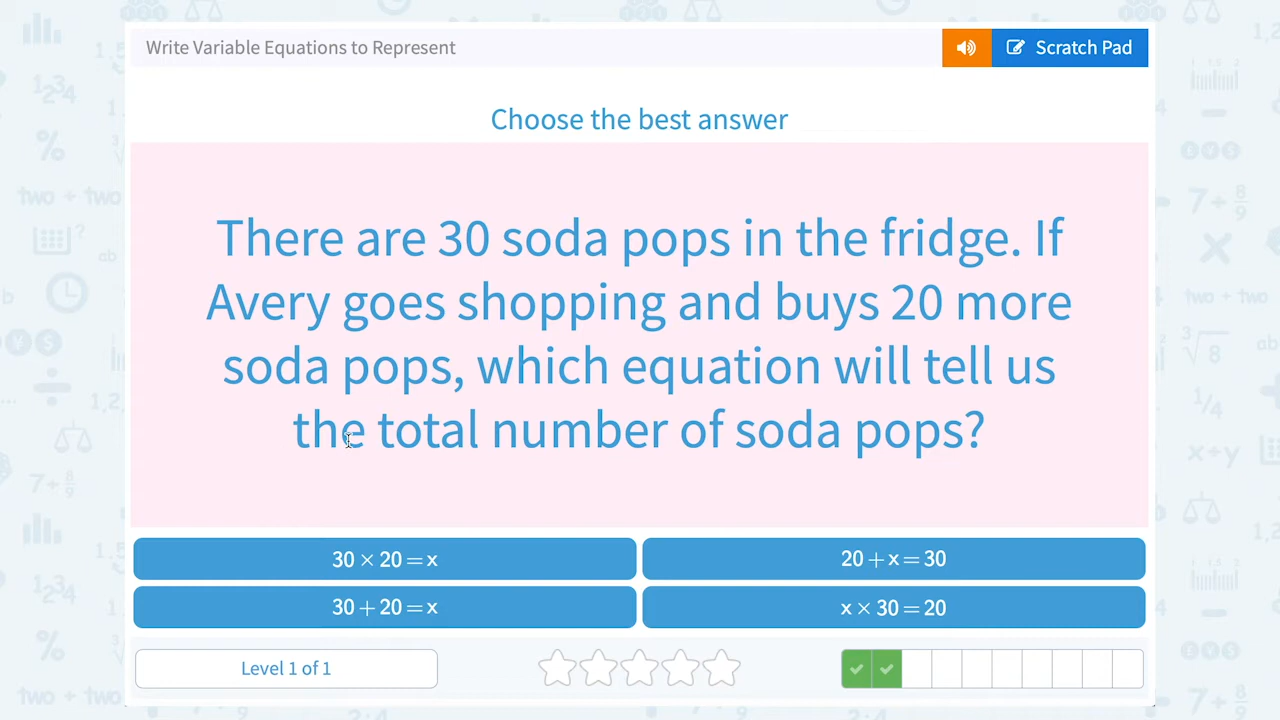 Write Variable Equations to Represent
Scratch Pad
Choose the best answer
There are 30 soda pops in the fridge. If
Avery goes shopping and buys 20 more
soda pops, which equation will tell us
the total number of soda pops?
30 × 20 = x
20 + x = 30
30 + 20 = x
x × 30 = 20
Level 1 of 1